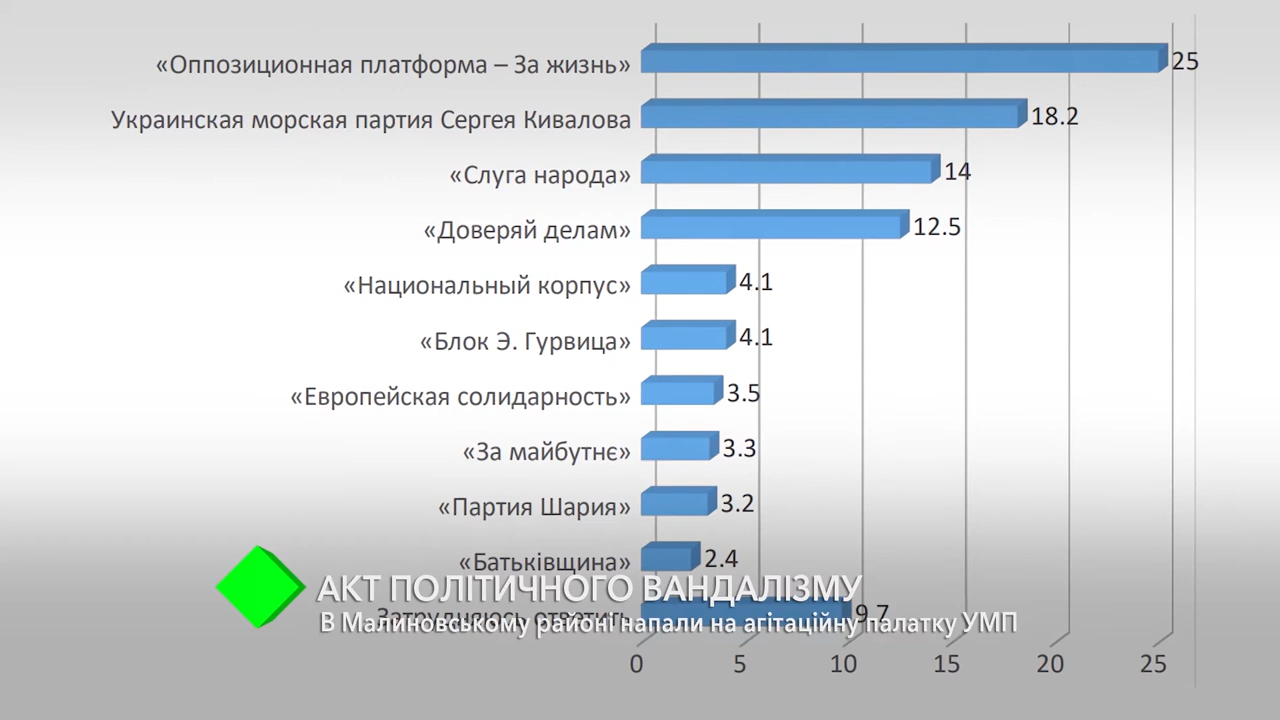 «Оппозиционная платформа – За жизнь» 25
Украинская морская партия Сергея Кивалова 18.2
«Слуга народа» 14
«Доверяй делам» 12.5
«Национальный корпус» 4.1
«Блок Э. Гурвица» 4.1
«Европейская солидарность» 3.5
«За майбутнє» 3.3
«Партия Шария» 3.2
«Батьківщина» 2.4
АКТ ПОЛІТИЧНОГО ВАНДАЛІЗМУ
Затрудняюсь ответить 9.7
В Малиновському районі напали на агітаційну палатку УМП
0 5 10 15 20 25